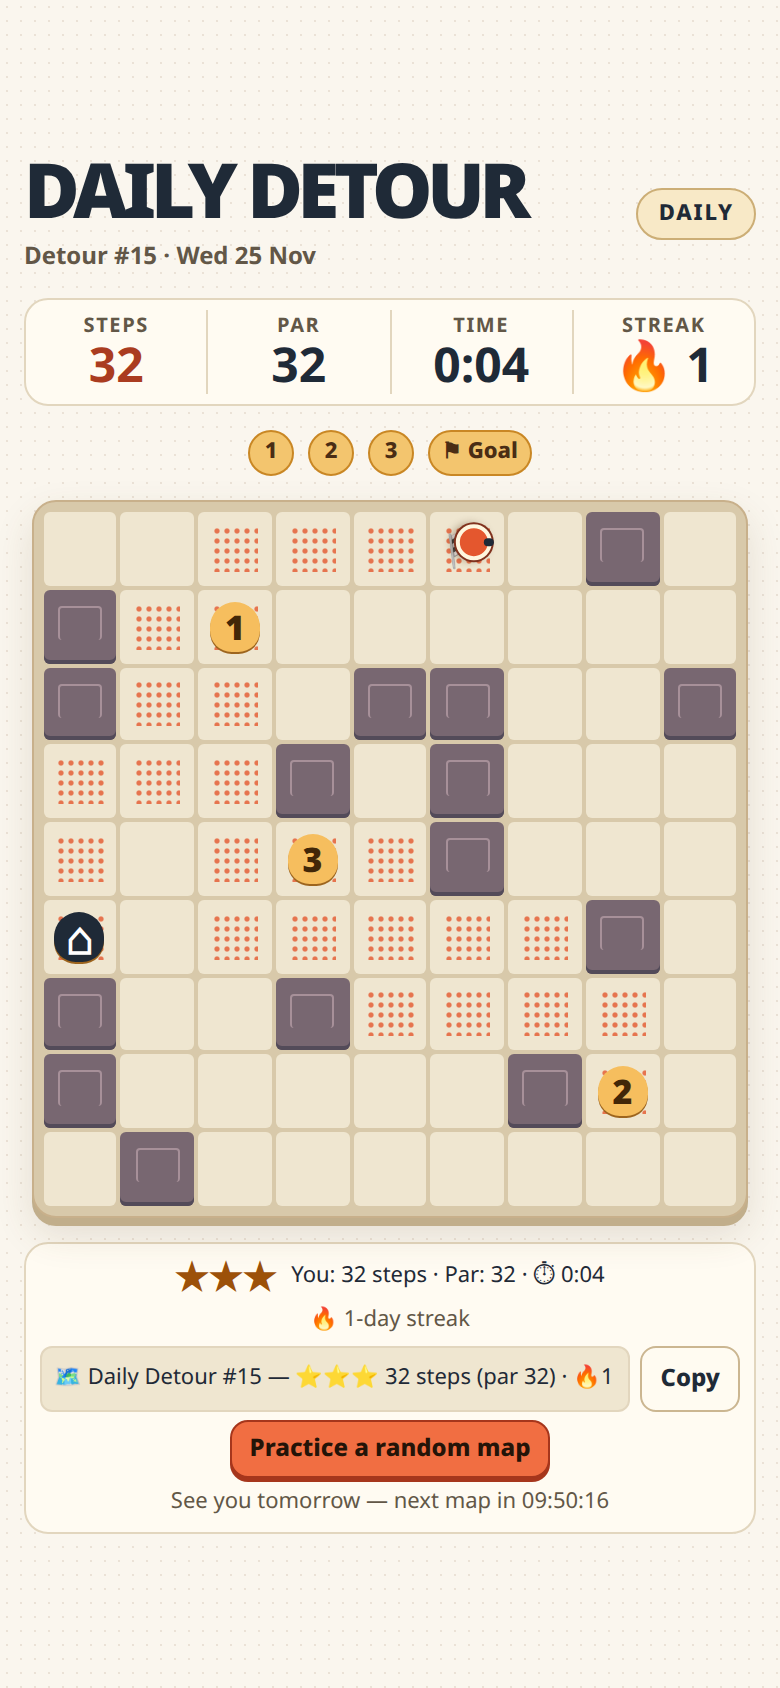 DAILY DETOUR
DAILY
Detour #15 · Wed 25 Nov
STEPS PAR TIME STREAK
32 32 0:04 🔥 1
1 2 3 ⚑ Goal
1
3
2
★★★ You: 32 steps · Par: 32 · ⏱ 0:04
🔥 1-day streak
🗺️ Daily Detour #15 — ⭐⭐⭐ 32 steps (par 32) · 🔥1
Copy
Practice a random map
See you tomorrow — next map in 09:50:16